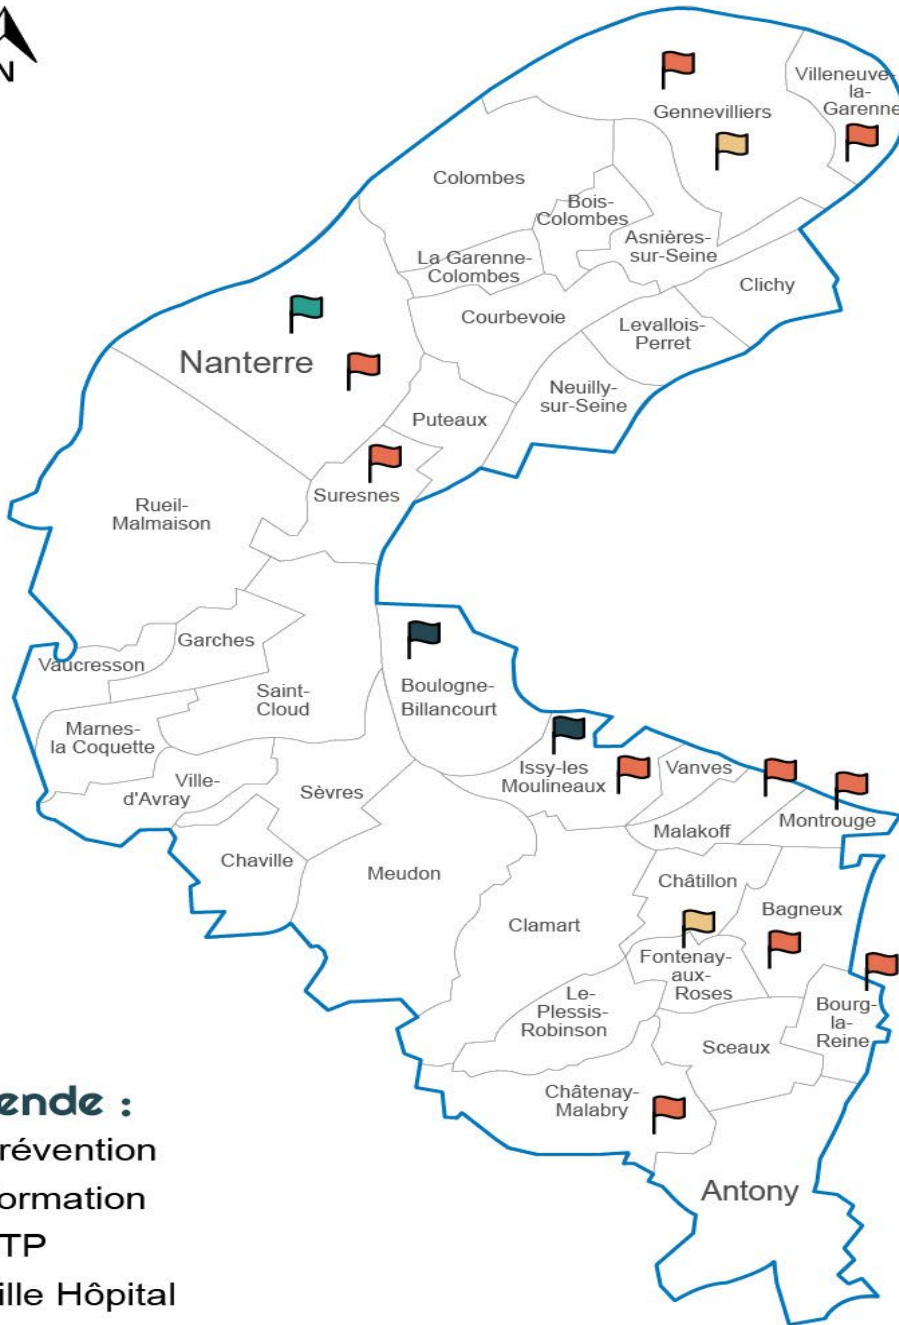 N
Villeneuve-
la-
Garenne
Gennevilliers
Colombes
Bois-
Colombes
Asnières-
sur-Seine
La Garenne-
Colombes
Clichy
Courbevoie
Levallois-
Perret
Nanterre
Neuilly-
sur-Seine
Puteaux
Suresnes
Rueil-
Malmaison
Garches
Vaucresson
Boulogne-
Billancourt
Saint-
Cloud
Marnes-
la Coquette
Issy-les
Moulineaux
Vanves
Ville-
d'Avray
Sèvres
Montrouge
Malakoff
Chaville
Meudon
Châtillon
Bagneux
Clamart
Fontenay-
aux-
Roses
Le-
Plessis-
Robinson
Bourg-
la-
Reine
Sceaux
Châtenay-
Malabry
Antony
ende :
révention
ormation
TP
ille Hôpital